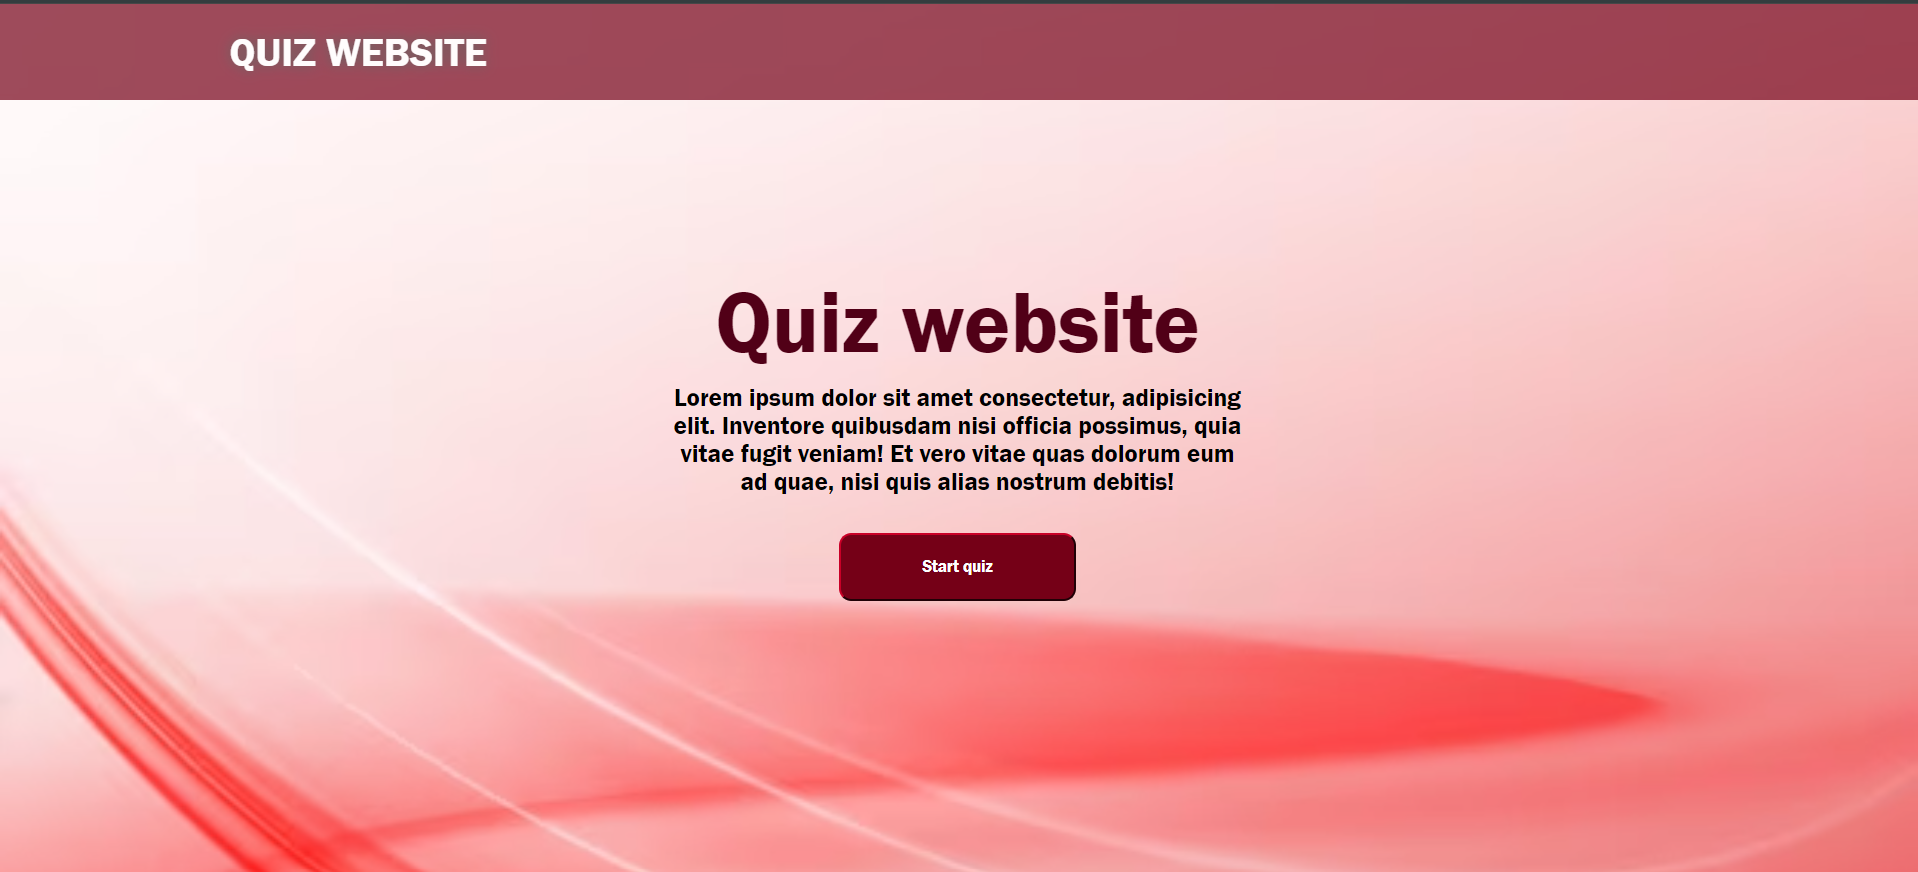 QUIZ WEBSITE
Quiz website
Lorem ipsum dolor sit amet consectetur, adipisicing
elit. Inventore quibusdam nisi officia possimus, quia
vitae fugit veniam! Et vero vitae quas dolorum eum
ad quae, nisi quis alias nostrum debitis!
Start quiz